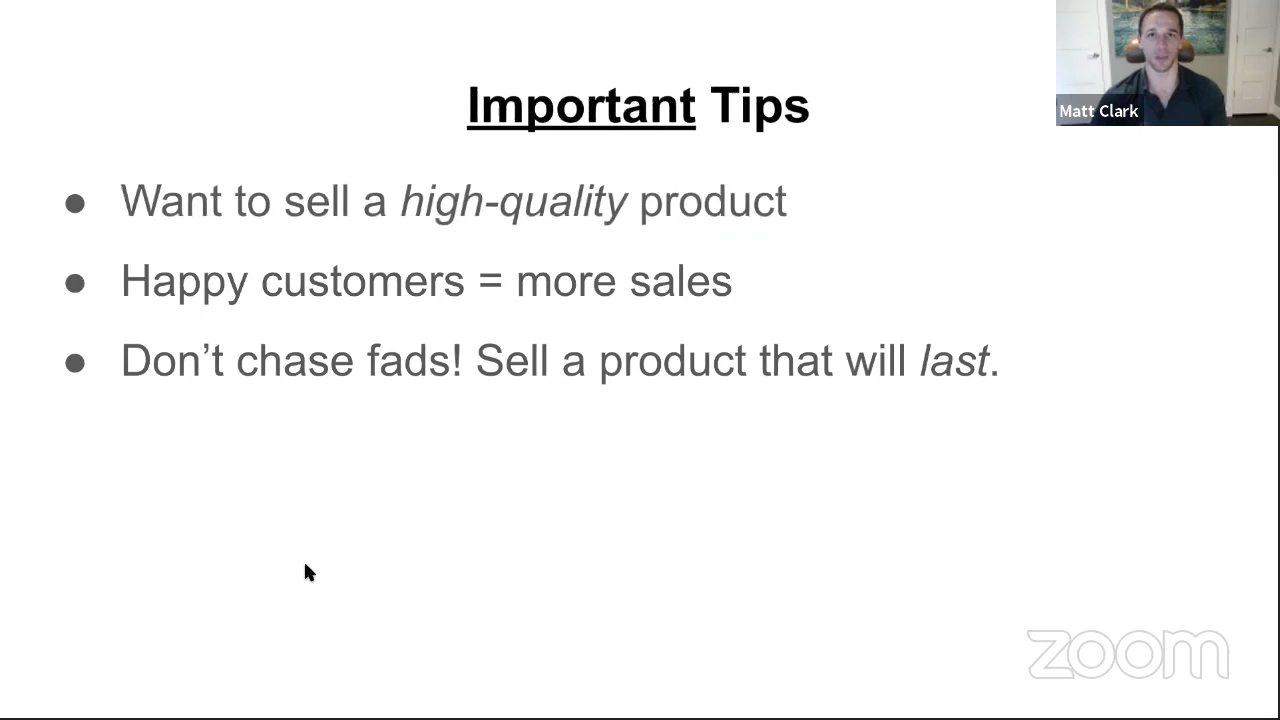 Important Tips
Matt Clark
● Want to sell a high-quality product
● Happy customers = more sales
● Don’t chase fads! Sell a product that will last.
zoom